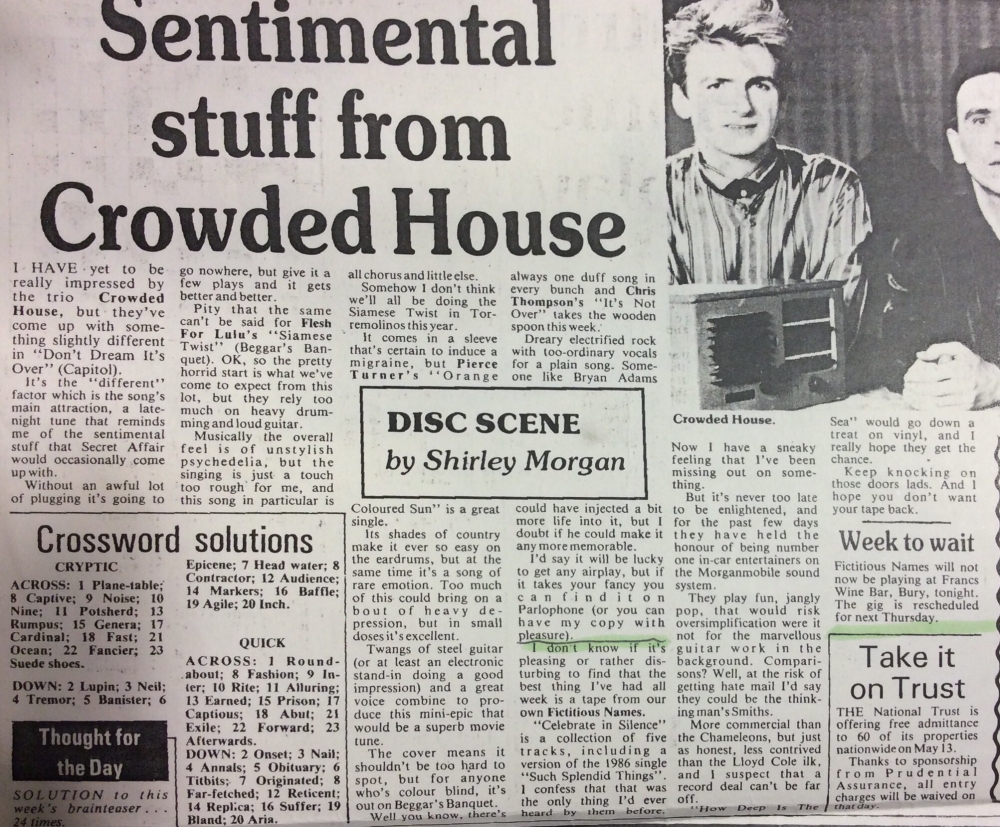 Sentimental
stuff from
Crowded House
I HAVE yet to be
really impressed by
the trio Crowded
House, but they've
come up with some-
thing slightly different
in "Don't Dream It's
Over" (Capitol).
It's the "different"
factor which is the song's
main attraction, a late-
night tune that reminds
me of the sentimental
stuff that Secret Affair
would occasionally come
up with.
Without an awful lot
of plugging it's going to
go nowhere, but give it a
few plays and it gets
better and better.
Pity that the same
can't be said for Flesh
For Lulu's "Siamese
Twist" (Beggar's Ban-
quet). OK, so the pretty
horrid start is what we've
come to expect from this
lot, but they rely too
much on heavy drum-
ming and loud guitar.
Musically the overall
feel is of unstylish
psychedelia, but the
singing is just a touch
too rough for me, and
this song in particular is
all chorus and little else.
Somehow I don't think
we'll all be doing the
Siamese Twist in Tor-
remolinos this year.
It comes in a sleeve
that's certain to induce a
migraine, but Pierce
Turner's "Orange
DISC SCENE
by Shirley Morgan
Coloured Sun" is a great
single.
Its shades of country
make it ever so easy on
the eardrums, but at the
same time it's a song of
rare emotion. Too much
of this could bring on a
bout of heavy de-
pression, but in small
doses it's excellent.
Twangs of steel guitar
(or at least an electronic
stand-in doing a good
impression) and a great
voice combine to pro-
duce this mini-epic that
would be a superb movie
tune.
The cover means it
shouldn't be too hard to
spot, but for anyone
who's colour blind, it's
out on Beggar's Banquet.
Well you know, there's
always one duff song in
every bunch and Chris
Thompson's "It's Not
Over" takes the wooden
spoon this week.
Dreary electrified rock
with too-ordinary vocals
for a plain song. Some-
one like Bryan Adams
could have injected a bit
more life into it, but I
doubt if he could make it
any more memorable.
I'd say it will be lucky
to get any airplay, but if
it takes your fancy you
can find it on
Parlophone (or you can
have my copy with
pleasure).
I don't know if it's
pleasing or rather dis-
turbing to find that the
best thing I've had all
week is a tape from our
own Fictitious Names.
"Celebrate in Silence"
is a collection of five
tracks, including a
version of the 1986 single
"Such Splendid Things".
I confess that that was
the only thing I'd ever
heard by them before.
Crowded House.
Now I have a sneaky
feeling that I've been
missing out on some-
thing.
But it's never too late
to be enlightened, and
for the past few days
they have held the
honour of being number
one in-car entertainers on
the Morganmobile sound
system.
They play fun, jangly
pop, that would risk
oversimplification were it
not for the marvellous
guitar work in the
background. Compari-
sons? Well, at the risk of
getting hate mail I'd say
they could be the think-
ing man's Smiths.
More commercial than
the Chameleons, but just
as honest, less contrived
than the Lloyd Cole ilk,
and I suspect that a
record deal can't be far
off.
"How Deep Is The
Sea" would go down a
treat on vinyl, and I
really hope they get the
chance.
Keep knocking on
those doors lads. And I
hope you don't want
your tape back.
Week to wait
Fictitious Names will not
now be playing at Francs
Wine Bar, Bury, tonight.
The gig is rescheduled
for next Thursday.
Take it
on Trust
THE National Trust is
offering free admittance
to 60 of its properties
nationwide on May 13.
Thanks to sponsorship
from Prudential
Assurance, all entry
charges will be waived on
that day.
Crossword solutions
CRYPTIC
ACROSS: 1 Plane-table;
8 Captive; 9 Noise; 10
Nine; 11 Potsherd; 13
Rumpus; 15 Genera; 17
Cardinal; 18 Fast; 21
Ocean; 22 Fancier; 23
Suede shoes.
DOWN: 2 Lupin; 3 Neil;
4 Tremor; 5 Banister; 6
Epicene; 7 Head water; 8
Contractor; 12 Audience;
14 Markers; 16 Baffle;
19 Agile; 20 Inch.
QUICK
ACROSS: 1 Round-
about; 8 Fashion; 9 In-
ter; 10 Rite; 11 Alluring;
13 Earned; 15 Prison; 17
Captious; 18 Abut; 21
Exile; 22 Forward; 23
Afterwards.
DOWN: 2 Onset; 3 Nail;
4 Annals; 5 Obituary; 6
Titbits; 7 Originated; 8
Far-fetched; 12 Reticent;
14 Replica; 16 Suffer; 19
Bland; 20 Aria.
Thought for
the Day
SOLUTION to this
week's brainteaser . . .
24 times.